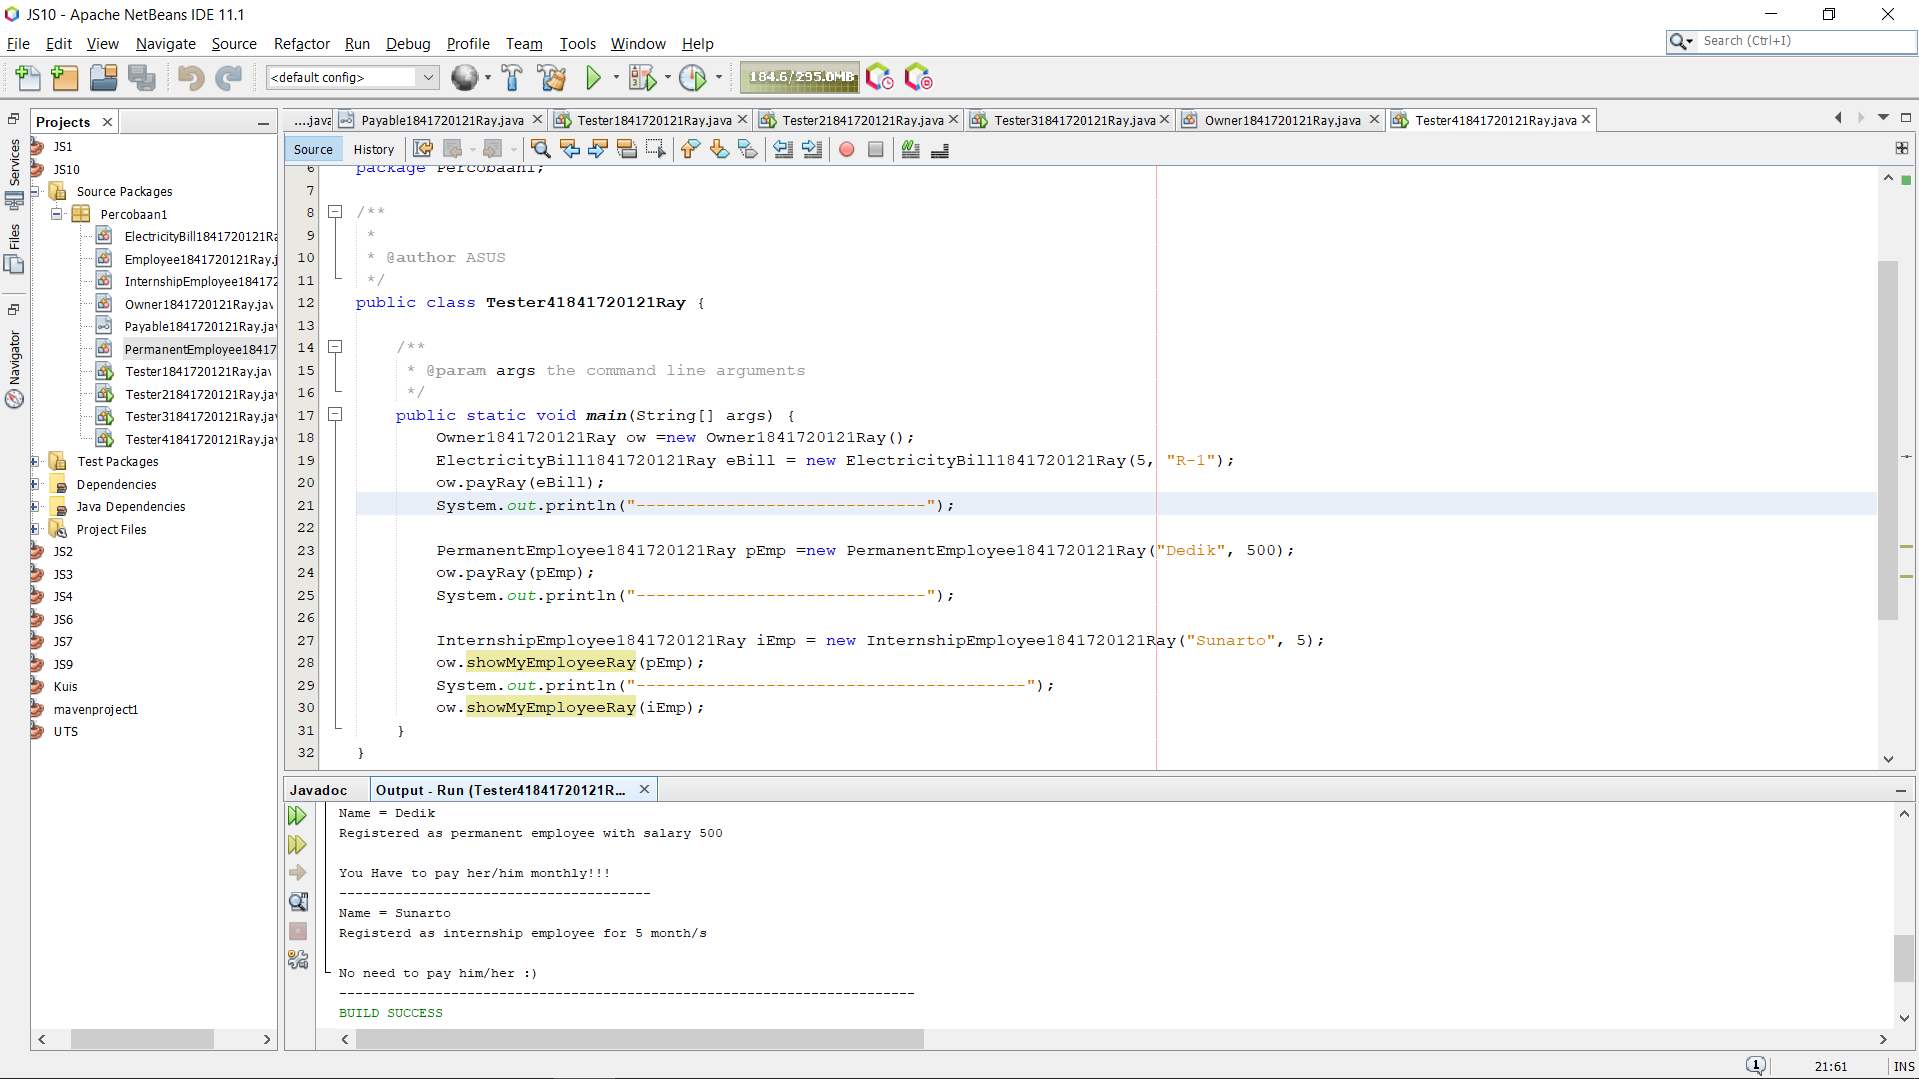 JS10 - Apache NetBeans IDE 11.1
File Edit View Navigate Source Refactor Run Debug Profile Team Tools Window Help
Search (Ctrl+I)
<default config>
184.6/295.0MB
Projects
....java
Payable1841720121Ray.java
Tester1841720121Ray.java
Tester21841720121Ray.java
Tester31841720121Ray.java
Owner1841720121Ray.java
Tester41841720121Ray.java
Services
Files
Navigator
JS1
JS10
Source Packages
Percobaan1
ElectricityBill1841720121Ra
Employee1841720121Ray.j
InternshipEmployee184172
Owner1841720121Ray.jav
Payable1841720121Ray.jav
PermanentEmployee18417
Tester1841720121Ray.jav
Tester21841720121Ray.jav
Tester31841720121Ray.jav
Tester41841720121Ray.jav
Test Packages
Dependencies
Java Dependencies
Project Files
JS2
JS3
JS4
JS6
JS7
JS9
Kuis
mavenproject1
UTS
Source History
6 package Percobaan1;
7
8 /**
9 *
10 * @author ASUS
11 */
12 public class Tester41841720121Ray {
13
14 /**
15 * @param args the command line arguments
16 */
17 public static void main(String[] args) {
18 Owner1841720121Ray ow =new Owner1841720121Ray();
19 ElectricityBill1841720121Ray eBill = new ElectricityBill1841720121Ray(5, "R-1");
20 ow.payRay(eBill);
21 System.out.println("-----------------------------");
22
23 PermanentEmployee1841720121Ray pEmp =new PermanentEmployee1841720121Ray("Dedik", 500);
24 ow.payRay(pEmp);
25 System.out.println("-----------------------------");
26
27 InternshipEmployee1841720121Ray iEmp = new InternshipEmployee1841720121Ray("Sunarto", 5);
28 ow.showMyEmployeeRay(pEmp);
29 System.out.println("---------------------------------------");
30 ow.showMyEmployeeRay(iEmp);
31 }
32 }
Javadoc
Output - Run (Tester41841720121R...
Name = Dedik
Registered as permanent employee with salary 500
You Have to pay her/him monthly!!!
---------------------------------------
Name = Sunarto
Registerd as internship employee for 5 month/s
No need to pay him/her :)
------------------------------------------------------------------------
BUILD SUCCESS
1
21:61
INS